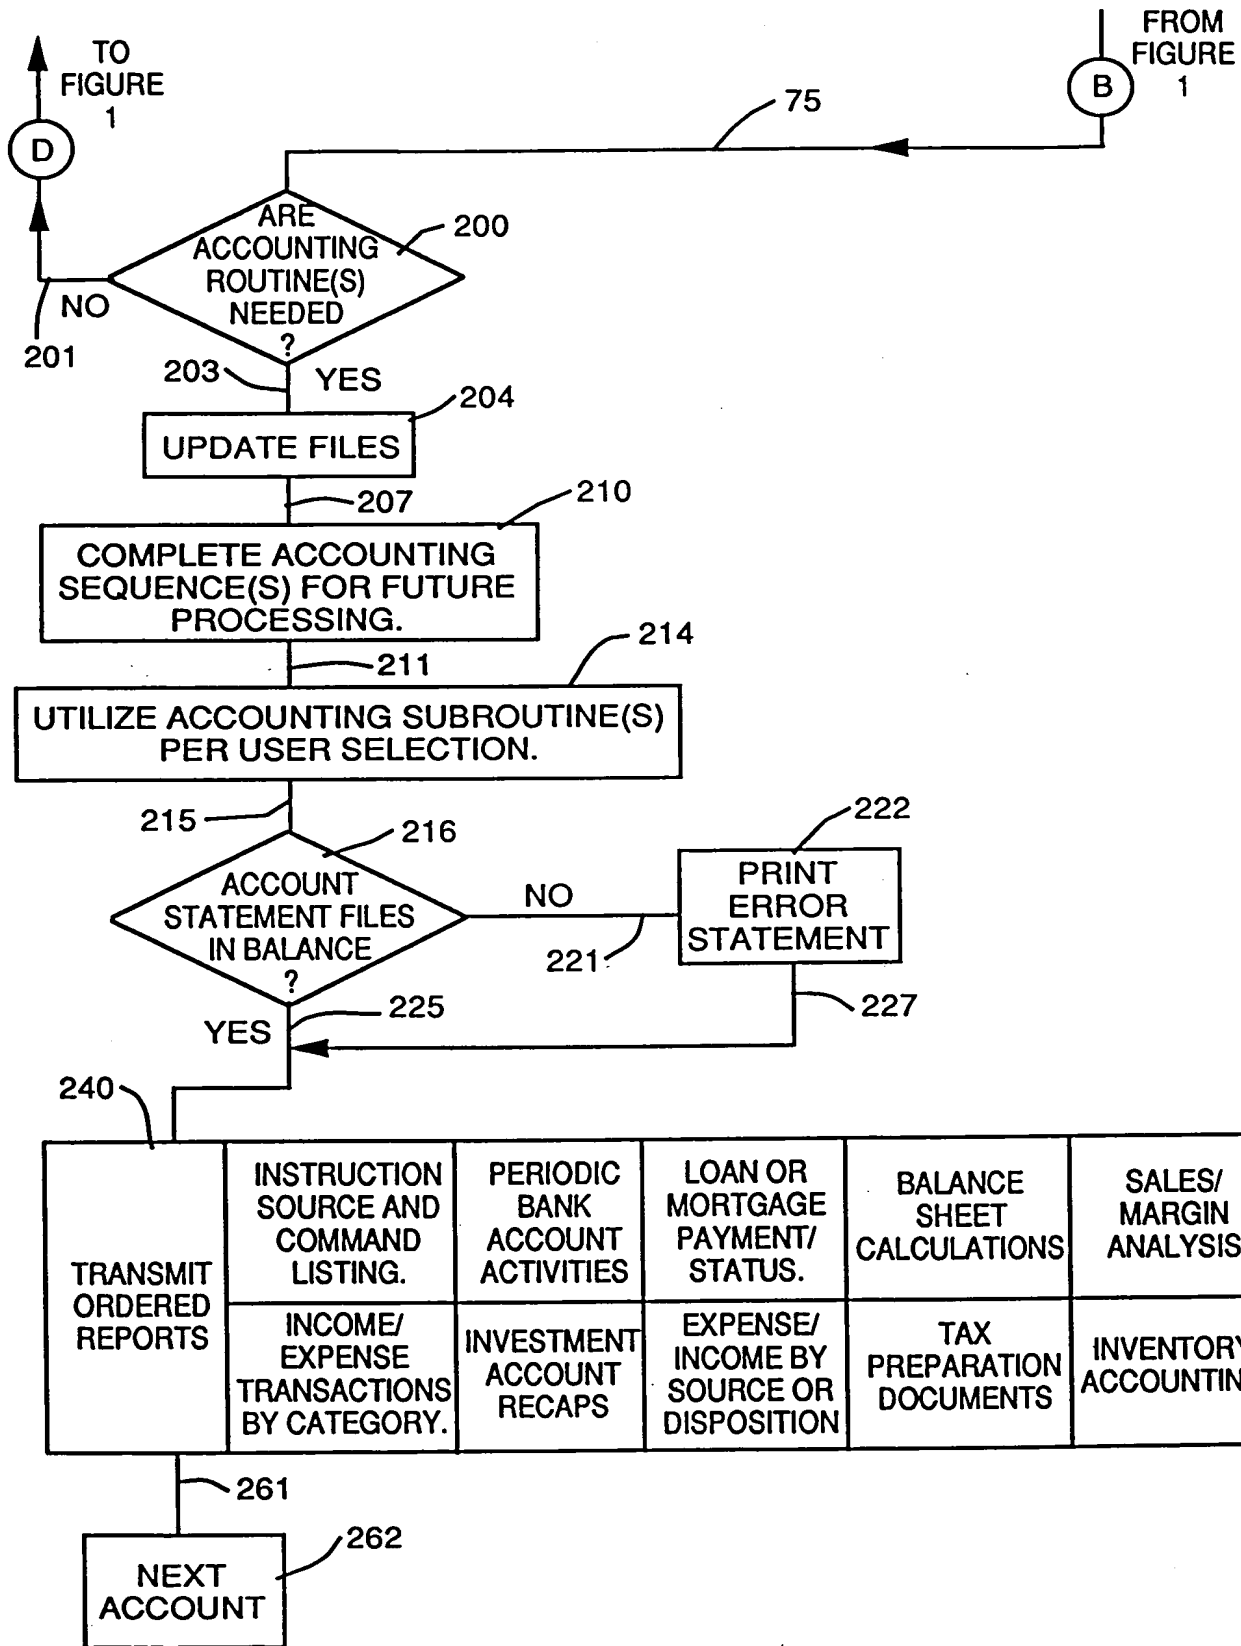 TO
FIGURE
1
D
FROM
FIGURE
1
B
75
ARE
ACCOUNTING
ROUTINE(S)
NEEDED
?
200
NO
201
203
YES
204
UPDATE FILES
207
210
COMPLETE ACCOUNTING
SEQUENCE(S) FOR FUTURE
PROCESSING.
211
214
UTILIZE ACCOUNTING SUBROUTINE(S)
PER USER SELECTION.
215
216
ACCOUNT
STATEMENT FILES
IN BALANCE
?
NO
221
222
PRINT
ERROR
STATEMENT
YES
225
227
240
TRANSMIT
ORDERED
REPORTS
INSTRUCTION
SOURCE AND
COMMAND
LISTING.
PERIODIC
BANK
ACCOUNT
ACTIVITIES
LOAN OR
MORTGAGE
PAYMENT/
STATUS.
BALANCE
SHEET
CALCULATIONS
SALES/
MARGIN
ANALYSIS
INCOME/
EXPENSE
TRANSACTIONS
BY CATEGORY.
INVESTMENT
ACCOUNT
RECAPS
EXPENSE/
INCOME BY
SOURCE OR
DISPOSITION
TAX
PREPARATION
DOCUMENTS
INVENTORY
ACCOUNTIN
261
262
NEXT
ACCOUNT